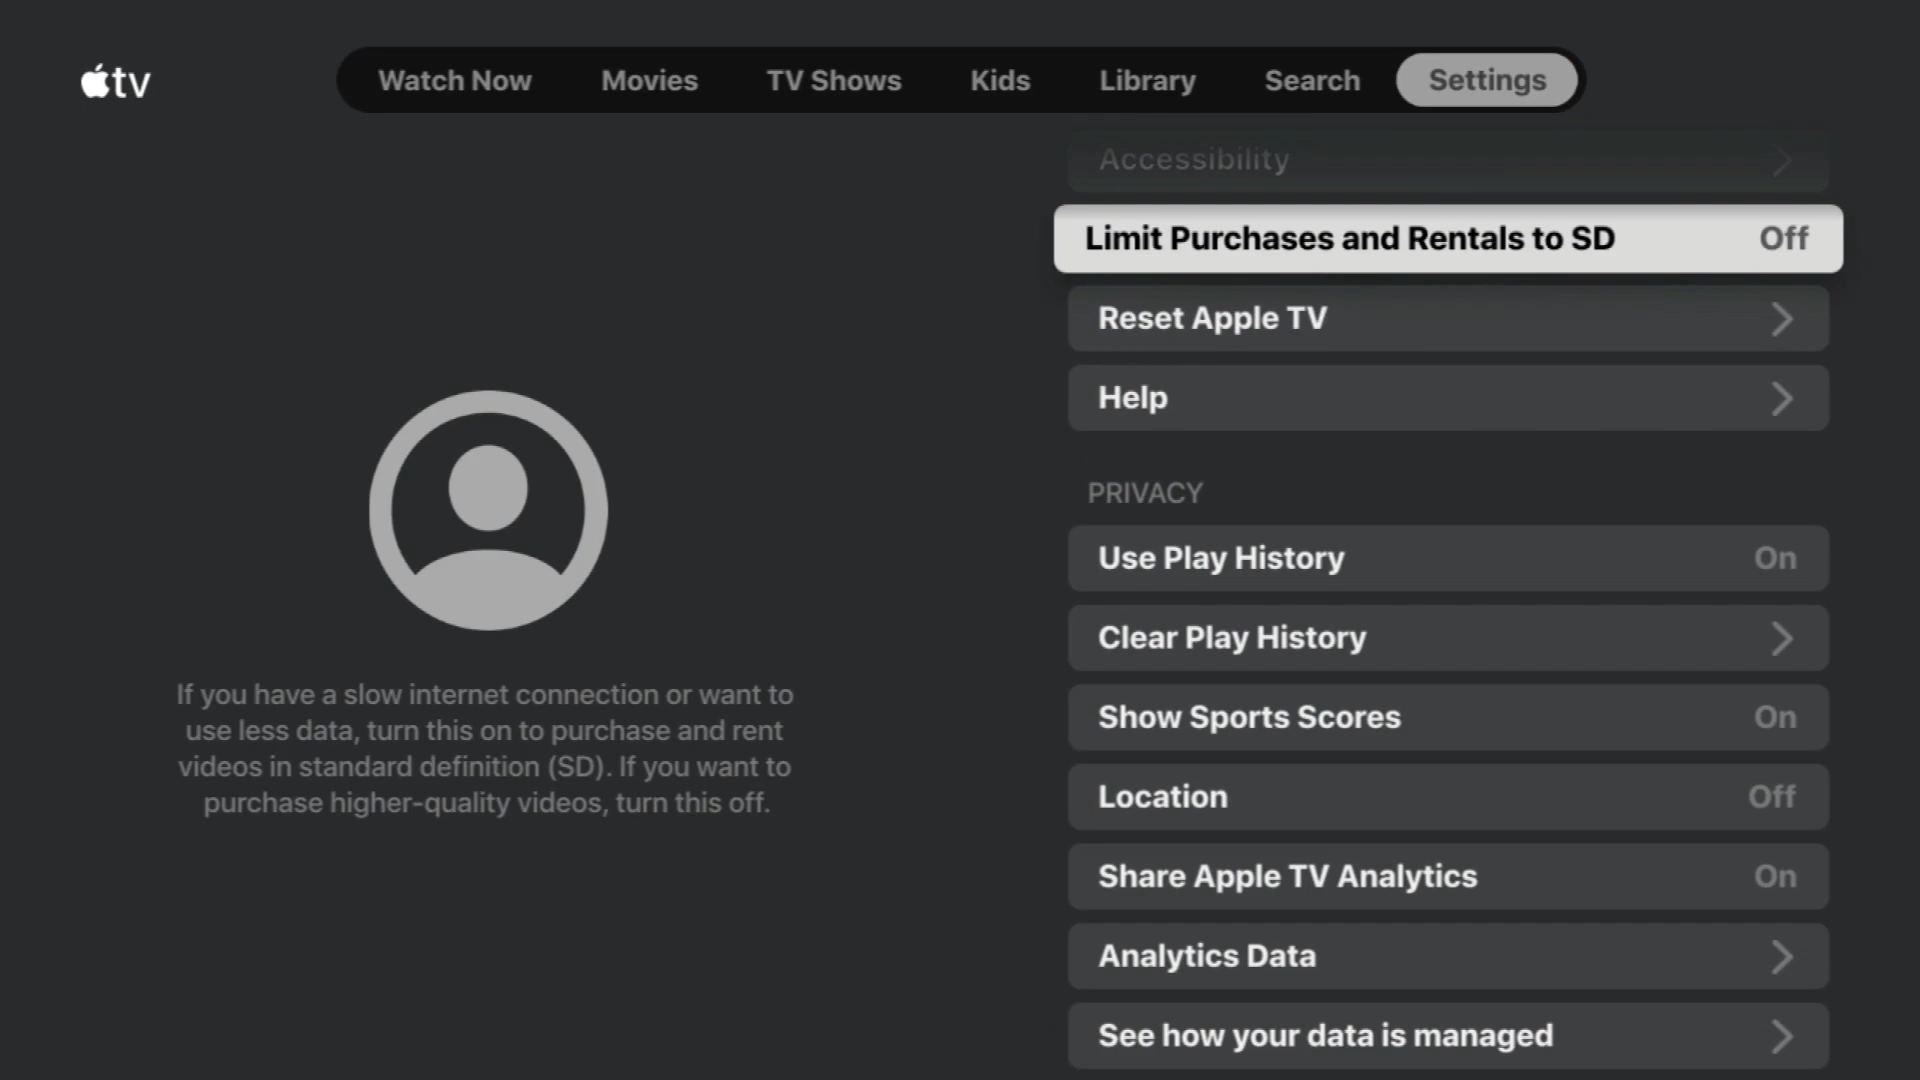 tv
Watch Now
Movies
TV Shows
Kids
Library
Search
Settings
Accessibility
Limit Purchases and Rentals to SD Off
Reset Apple TV
Help
PRIVACY
Use Play History On
Clear Play History
Show Sports Scores On
Location Off
Share Apple TV Analytics On
Analytics Data
See how your data is managed
If you have a slow internet connection or want to
use less data, turn this on to purchase and rent
videos in standard definition (SD). If you want to
purchase higher-quality videos, turn this off.